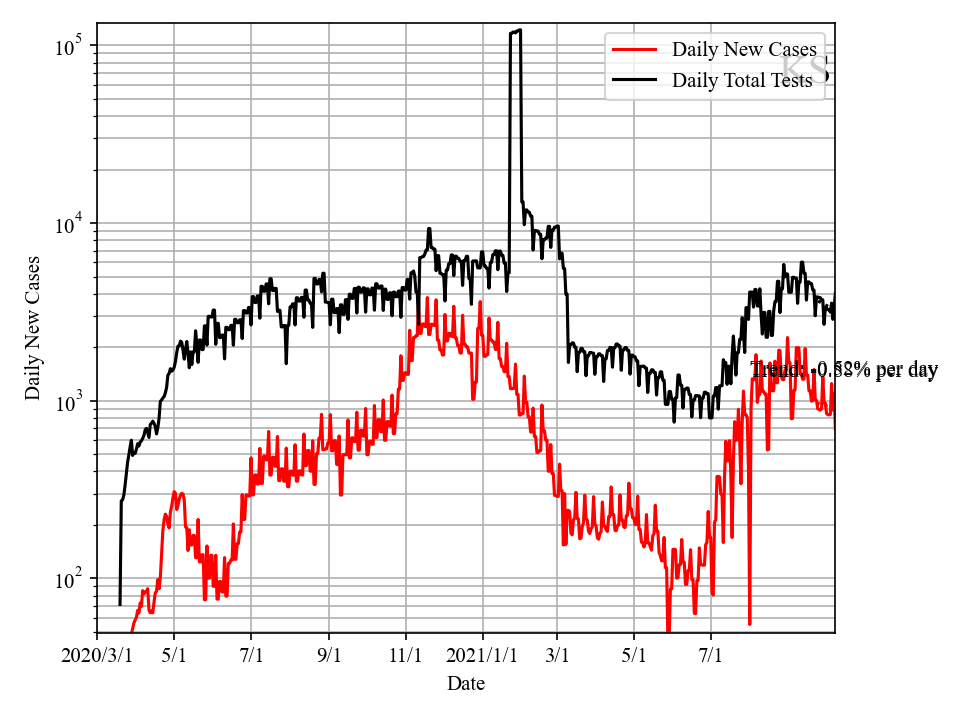 10^5
Daily New Cases
Daily Total Tests
KS
10^4
Daily New Cases
Trend: per day
10^3
10^2
2020/3/1 5/1 7/1 9/1 11/1 2021/1/1 3/1 5/1 7/1
Date